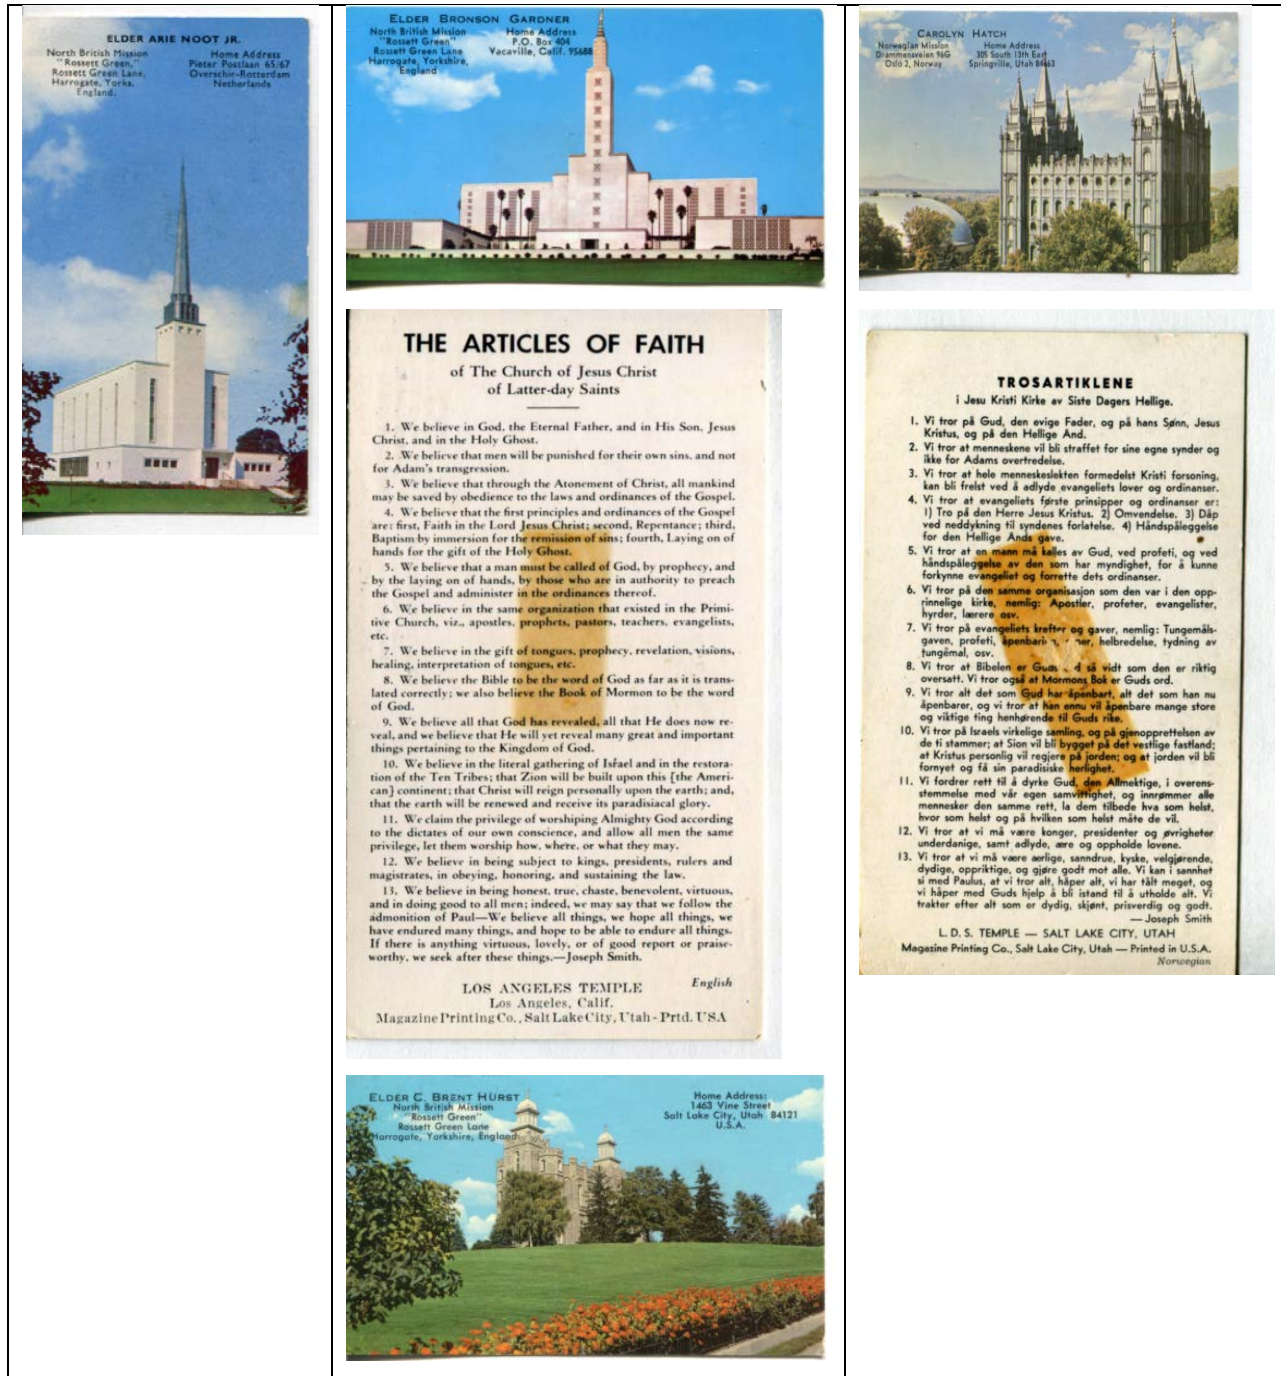 ELDER ARIE NOOT JR.
North British Mission
"Rossett Green,"
Rossett Green Lane,
Harrogate, Yorks.
England.
Home Address
Pieter Postlaan 65/67
Overschie-Rotterdam
Netherlands
ELDER BRONSON GARDNER
North British Mission
"Rossett Green"
Rossett Green Lane
Harrogate, Yorkshire,
England
Home Address
P.O. Box 404
Vacaville, Calif. 95688
THE ARTICLES OF FAITH
of The Church of Jesus Christ
of Latter-day Saints
1. We believe in God, the Eternal Father, and in His Son, Jesus
Christ, and in the Holy Ghost.
2. We believe that men will be punished for their own sins, and not
for Adam's transgression.
3. We believe that through the Atonement of Christ, all mankind
may be saved by obedience to the laws and ordinances of the Gospel.
4. We believe that the first principles and ordinances of the Gospel
are: first, Faith in the Lord Jesus Christ; second, Repentance; third,
Baptism by immersion for the remission of sins; fourth, Laying on of
hands for the gift of the Holy Ghost.
5. We believe that a man must be called of God, by prophecy, and
by the laying on of hands, by those who are in authority to preach
the Gospel and administer in the ordinances thereof.
6. We believe in the same organization that existed in the Primi-
tive Church, viz., apostles, prophets, pastors, teachers, evangelists,
etc.
7. We believe in the gift of tongues, prophecy, revelation, visions,
healing, interpretation of tongues, etc.
8. We believe the Bible to be the word of God as far as it is trans-
lated correctly; we also believe the Book of Mormon to be the word
of God.
9. We believe all that God has revealed, all that He does now re-
veal, and we believe that He will yet reveal many great and important
things pertaining to the Kingdom of God.
10. We believe in the literal gathering of Israel and in the restora-
tion of the Ten Tribes; that Zion will be built upon this [the Ameri-
can] continent; that Christ will reign personally upon the earth; and,
that the earth will be renewed and receive its paradisiacal glory.
11. We claim the privilege of worshiping Almighty God according
to the dictates of our own conscience, and allow all men the same
privilege, let them worship how, where, or what they may.
12. We believe in being subject to kings, presidents, rulers and
magistrates, in obeying, honoring, and sustaining the law.
13. We believe in being honest, true, chaste, benevolent, virtuous,
and in doing good to all men; indeed, we may say that we follow the
admonition of Paul—We believe all things, we hope all things, we
have endured many things, and hope to be able to endure all things.
If there is anything virtuous, lovely, or of good report or praise-
worthy, we seek after these things.—Joseph Smith.
English
LOS ANGELES TEMPLE
Los Angeles, Calif.
Magazine Printing Co., Salt Lake City, Utah - Prtd. USA
ELDER C. BRENT HURST
North British Mission
"Rossett Green"
Rossett Green Lane
Harrogate, Yorkshire, England
Home Address:
1463 Vine Street
Salt Lake City, Utah 84121
U.S.A.
CAROLYN HATCH
Norwegian Mission
Drammensveien 96G
Oslo 2, Norway
Home Address
305 South 13th East
Springville, Utah 84663
TROSARTIKLENE
i Jesu Kristi Kirke av Siste Dagers Hellige.
1. Vi tror på Gud, den evige Fader, og på hans Sønn, Jesus
Kristus, og på den Hellige Ånd.
2. Vi tror at menneskene vil bli straffet for sine egne synder og
ikke for Adams overtredelse.
3. Vi tror at hele menneskeslekten formedelst Kristi forsoning,
kan bli frelst ved å adlyde evangeliets lover og ordinanser.
4. Vi tror at evangeliets første prinsipper og ordinanser er:
1) Tro på den Herre Jesus Kristus. 2) Omvendelse. 3) Dåp
ved neddykning til syndenes forlatelse. 4) Håndspåleggelse
for den Hellige Ånds gave.
5. Vi tror at en mann må kalles av Gud, ved profeti, og ved
håndspåleggelse av den som har myndighet, for å kunne
forkynne evangeliet og forrette dets ordinanser.
6. Vi tror på den samme organisasjon som den var i den opp-
rinnelige kirke, nemlig: Apostler, profeter, evangelister,
hyrder, lærere osv.
7. Vi tror på evangeliets krefter og gaver, nemlig: Tungemåls-
gaven, profeti, helbredelse, tydning av
tungemål, osv.
8. Vi tror at Bibelen er Guds så vidt som den er riktig
oversatt. Vi tror også at Mormons Bok er Guds ord.
9. Vi tror alt det som Gud har åpenbart, alt det som han nu
åpenbarer, og vi tror at han ennu vil åpenbare mange store
og viktige ting henhørende til Guds rike.
10. Vi tror på Israels virkelige samling, og på gjenopprettelsen av
de ti stammer; at Sion vil bli bygget på det vestlige fastland;
at Kristus personlig vil regjere på jorden; og at jorden vil bli
fornyet og få sin paradisiske herlighet.
11. Vi fordrer rett til å dyrke Gud, den Allmektige, i overens-
stemmelse med vår egen samvittighet, og innrømmer alle
mennesker den samme rett, la dem tilbede hva som helst,
hvor som helst og på hvilken som helst måte de vil.
12. Vi tror at vi må være konger, presidenter og øvrigheter
underdanige, samt adlyde, ære og oppholde lovene.
13. Vi tror at vi må være aerlige, sanndrue, kyske, velgjørende,
dydige, oppriktige, og gjøre godt mot alle. Vi kan i sannhet
si med Paulus, at vi tror alt, håper alt, vi har tålt meget, og
vi håper med Guds hjelp å bli istand til å utholde alt. Vi
trakter efter alt som er dydig, skjønt, prisverdig og godt.
— Joseph Smith
L. D. S. TEMPLE — SALT LAKE CITY, UTAH
Magazine Printing Co., Salt Lake City, Utah — Printed in U.S.A.
Norwegian